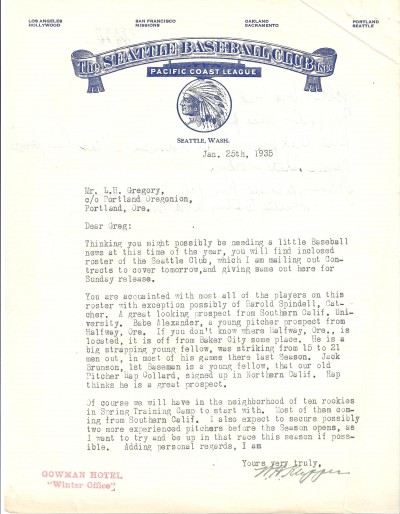 LOS ANGELES SAN FRANCISCO OAKLAND PORTLAND
HOLLYWOOD MISSIONS SACRAMENTO SEATTLE
The SEATTLE BASEBALL CLUB Inc.
PACIFIC COAST LEAGUE
SEATTLE, WASH.
Jan. 25th, 1935
Mr. L.H. Gregory,
c/o Portland Oregonian,
Portland, Ore.
Dear Greg:
Thinking you might possibly be needing a little Baseball
news at this time of the year, you will find inclosed
roster of the Seattle Club, which I am mailing out Con-
tracts to cover tomorrow,and giving same out here for
Sunday release.
You are acquainted with most all of the players on this
roster with exception possibly of Harold Spindell, Cat-
cher. A great looking prospect from Southern Calif. Uni-
versity. Babe Alexander, a young pitcher prospect from
Halfway, Ore. If you don't know where Halfway, Ore., is
located, it is off from Baker City some place. He is a
big strapping young fellow, was striking from 15 to 21
men out, in most of his games there last Season. Jack
Brunson, 1st Baseman is a young fellow, that our old
Pitcher Hap Collard, signed up in Northern Calif. Hap
thinks he is a great prospect.
Of course we will have in the neighborhood of ten rookies
in Spring Training Camp to start with. Most of them com-
ing from Southern Calif. I also expect to secure possibly
two more experienced pitchers before the Season opens, as
I want to try and be up in that race this season if poss-
ible. Adding personal regards, I am
Yours very truly,
GOWMAN HOTEL
"Winter Office"